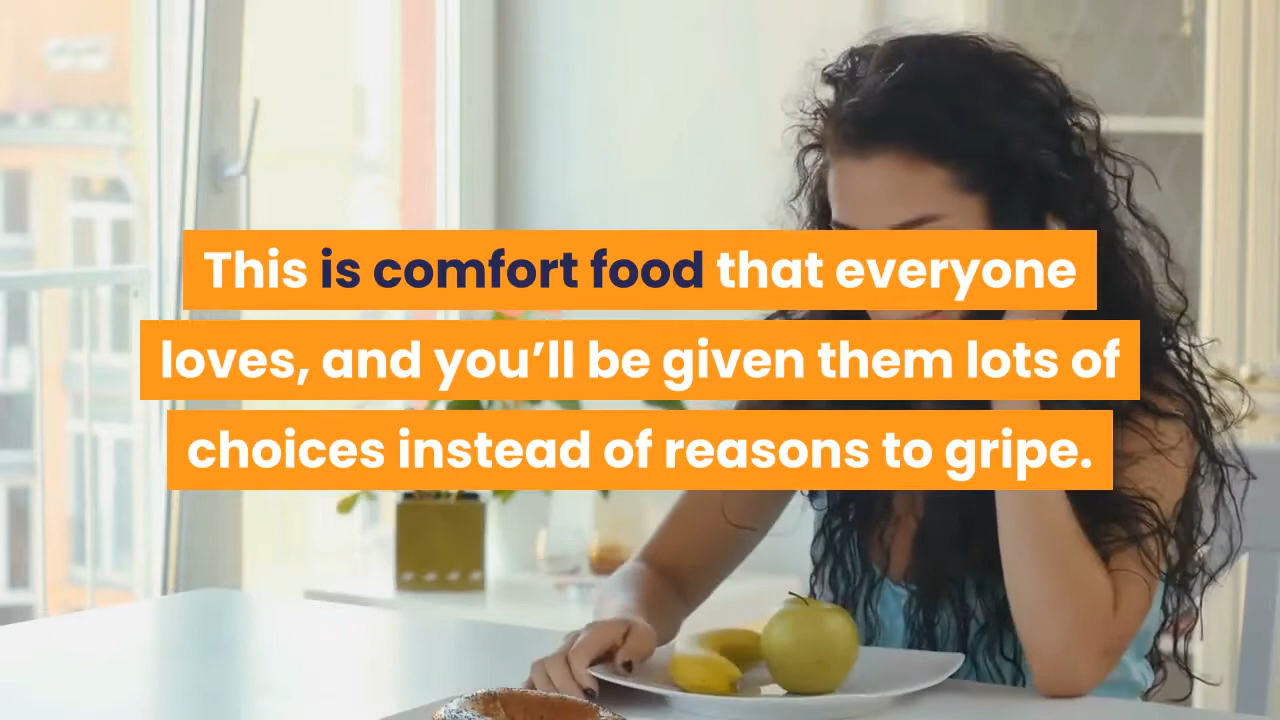 This is comfort food that everyone
loves, and you’ll be given them lots of
choices instead of reasons to gripe.